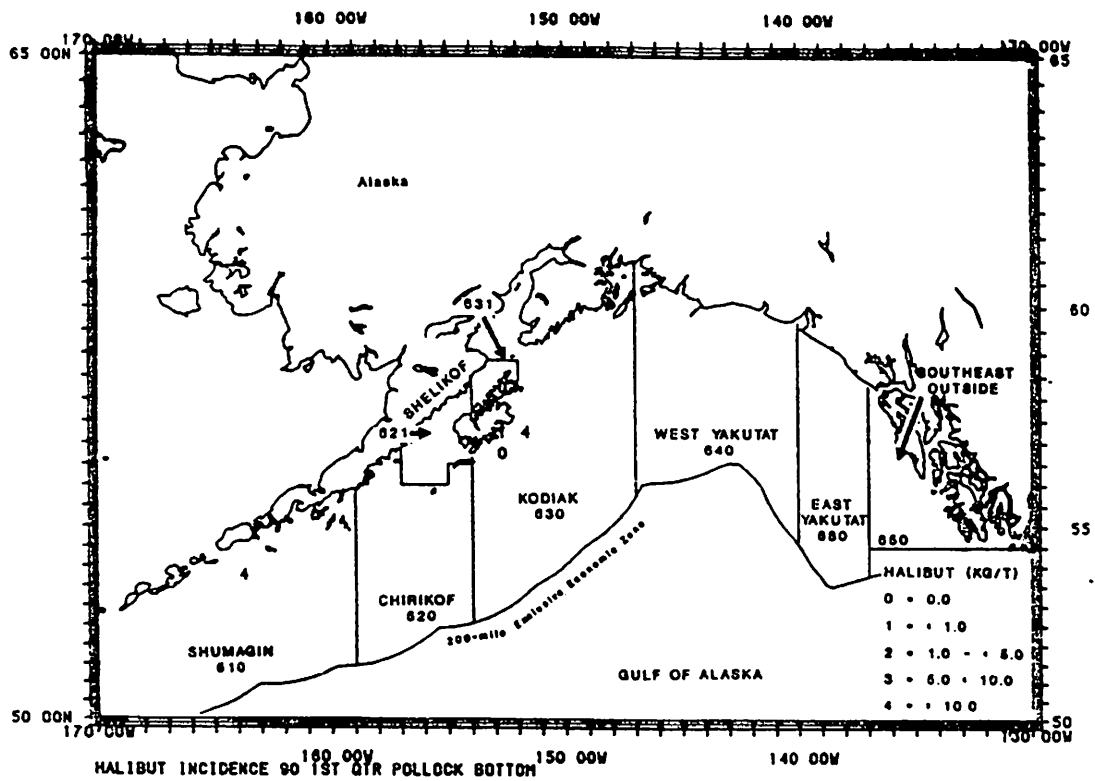 160 00W 150 00W 140 00W
170 00W 170 00W
65 00N 65
Alaska
60
631
SHELIKOF
SOUTHEAST
OUTSIDE
621
4
WEST YAKUTAT
640
0
KODIAK
630
EAST
YAKUTAT
680
650
55
4
HALIBUT (KG/T)
0 = 0.0
CHIRIKOF
620
1 = < 1.0
200-mile Exclusive Economic Zone
2 = 1.0 - < 5.0
SHUMAGIN
610
GULF OF ALASKA
3 = 5.0 < 10.0
4 = > 10.0
50 00N 50
170 00W 130 00W
160 00W 150 00W 140 00W
HALIBUT INCIDENCE 90 1ST QTR POLLOCK BOTTOM